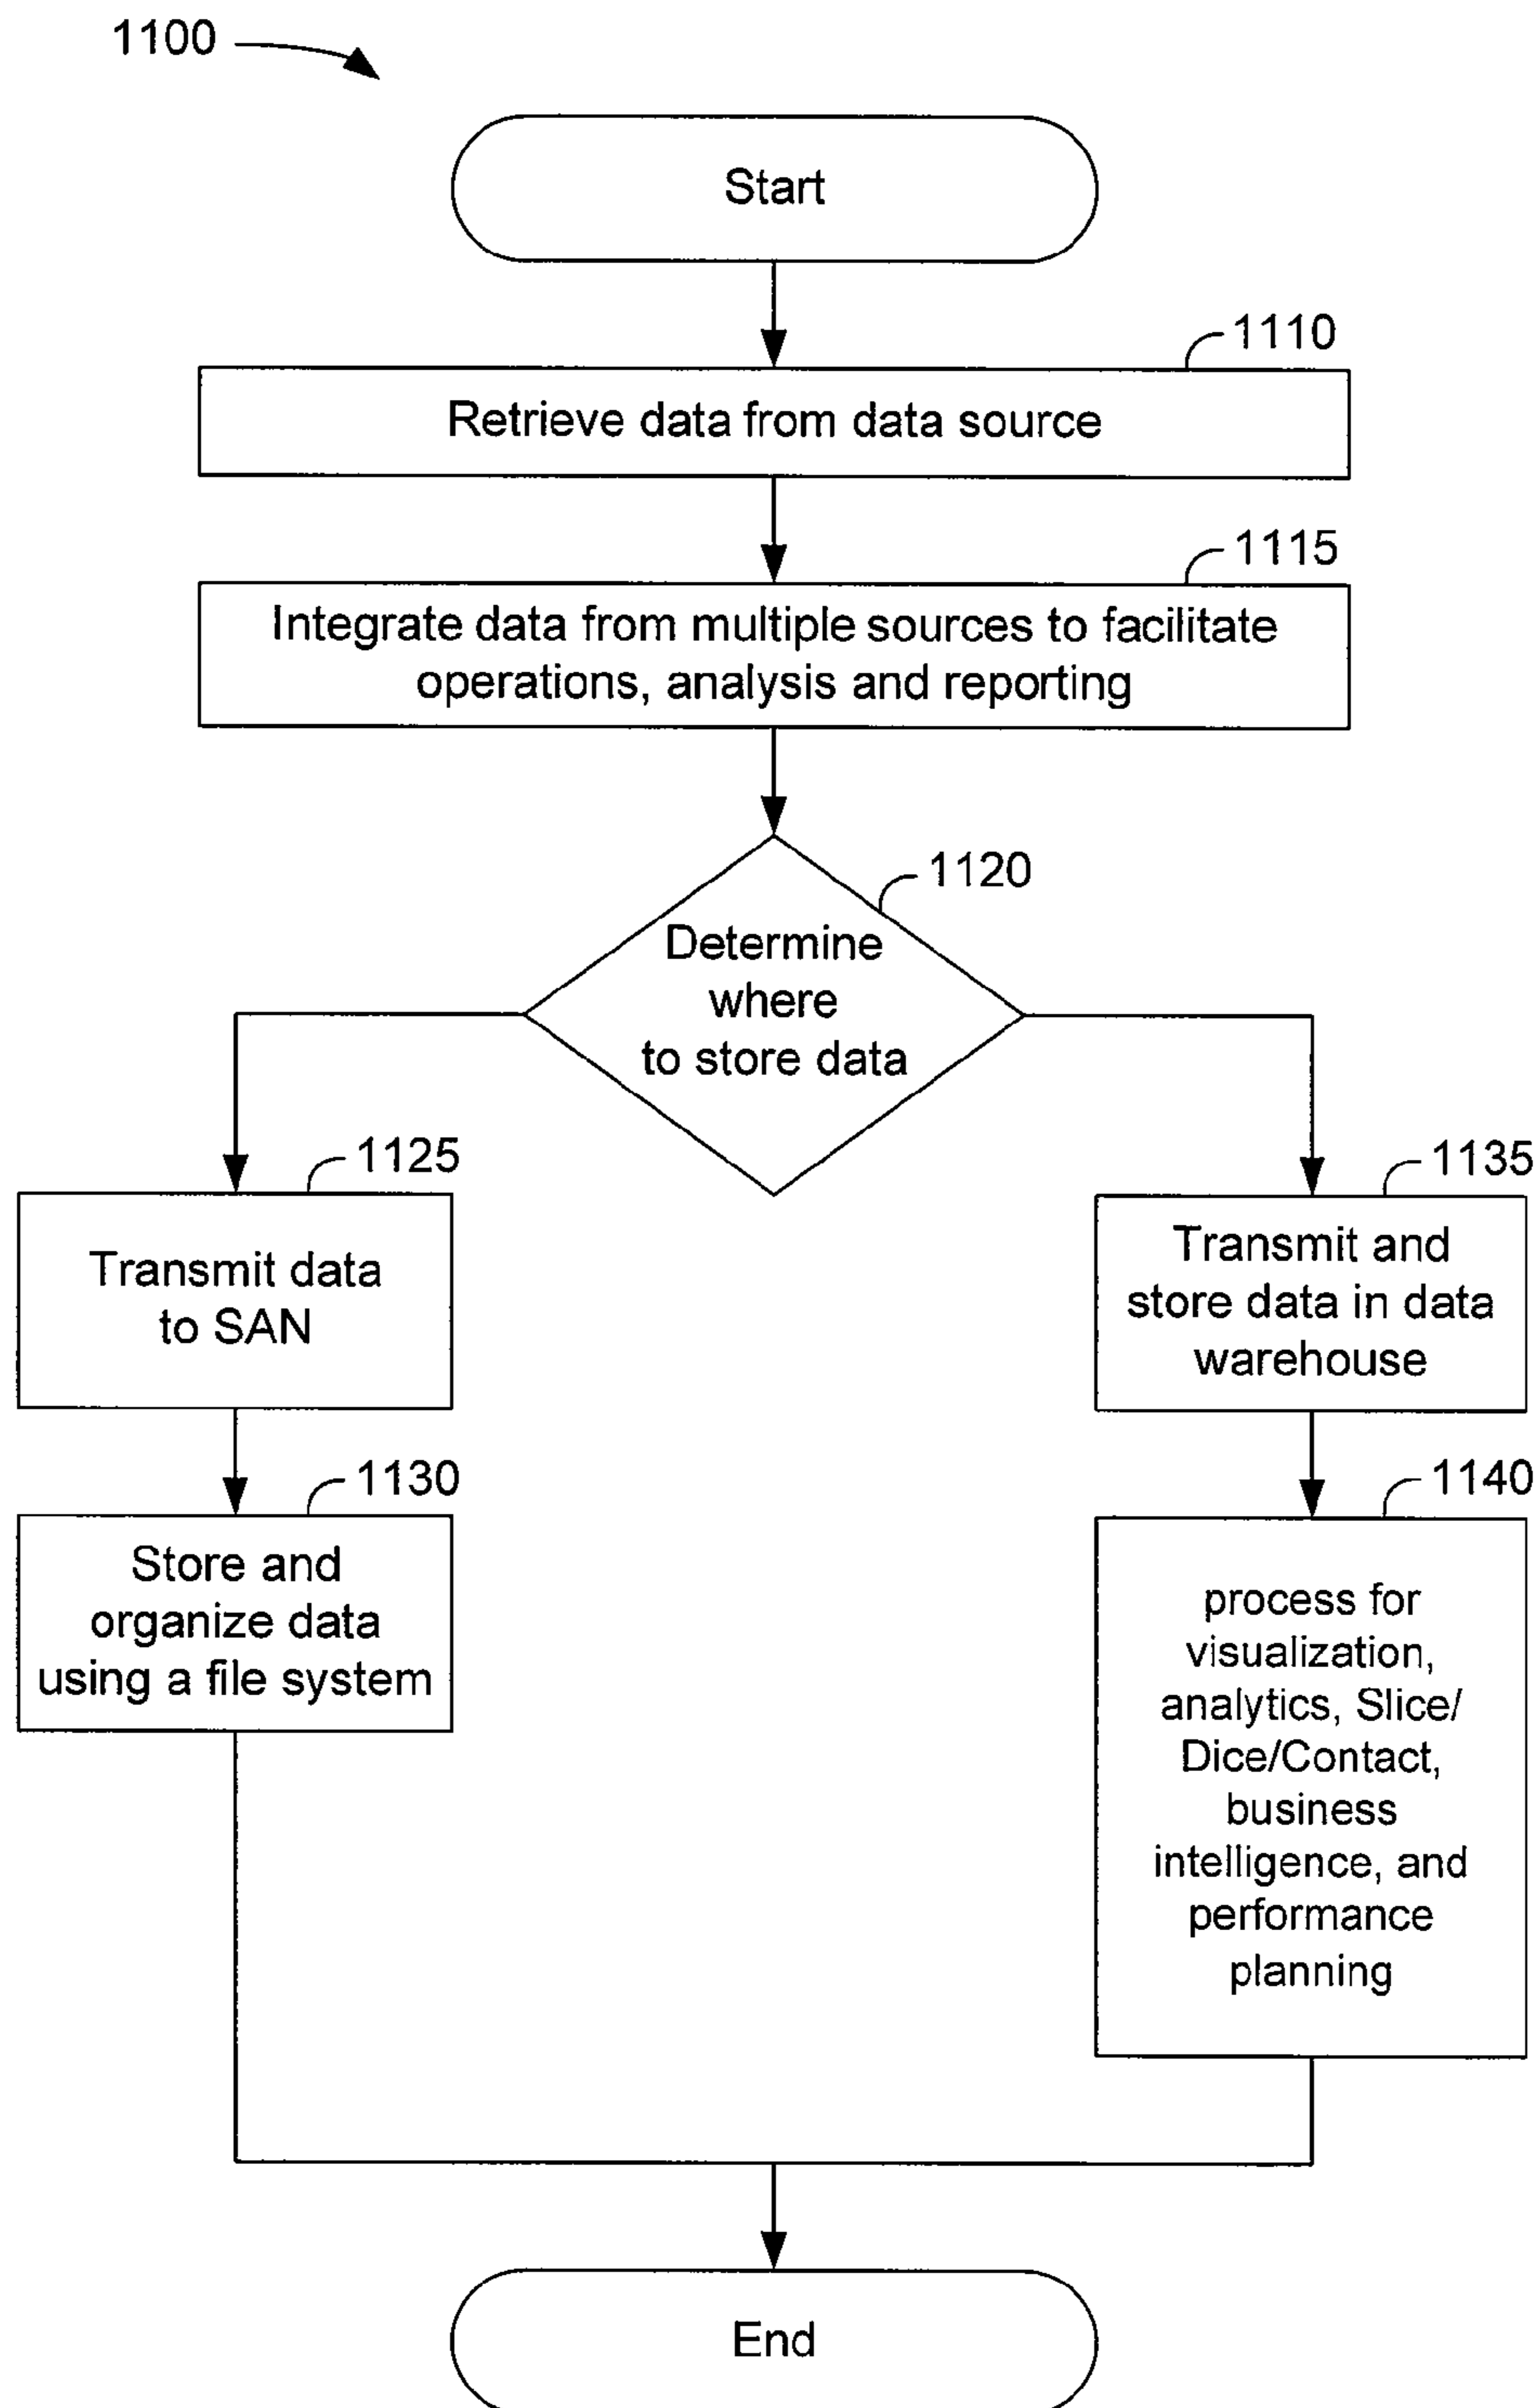 1100
Start
1110
Retrieve data from data source
1115
Integrate data from multiple sources to facilitate
operations, analysis and reporting
1120
Determine
where
to store data
1125
Transmit data
to SAN
1130
Store and
organize data
using a file system
1135
Transmit and
store data in data
warehouse
1140
process for
visualization,
analytics, Slice/
Dice/Contact,
business
intelligence, and
performance
planning
End